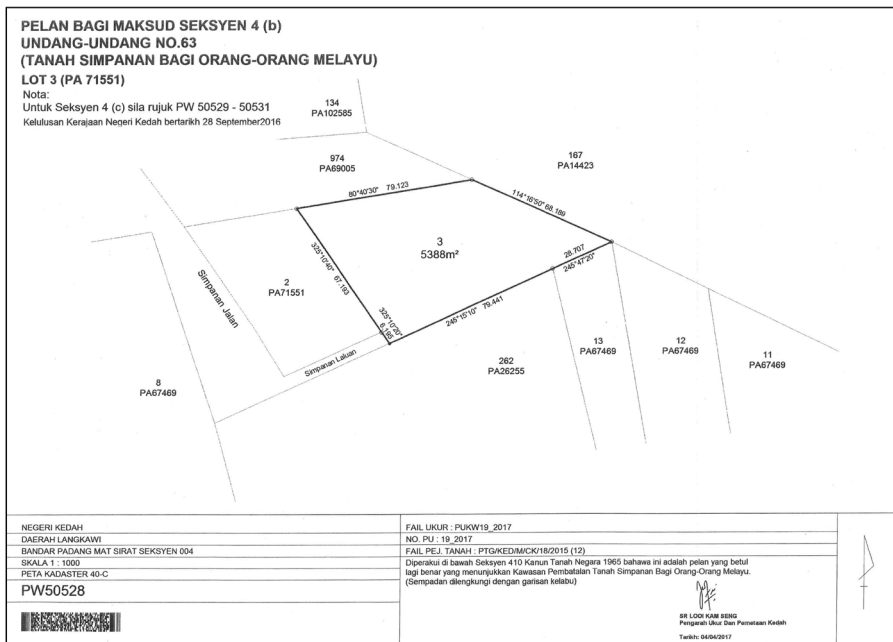 PELAN BAGI MAKSUD SEKSYEN 4 (b)
UNDANG-UNDANG NO.63
(TANAH SIMPANAN BAGI ORANG-ORANG MELAYU)
LOT 3 (PA 71551)
Nota:
Untuk Seksyen 4 (c) sila rujuk PW 50529 - 50531
Kelulusan Kerajaan Negeri Kedah bertarikh 28 September2016
134
PA102585
974
PA69005
167
PA14423
80°40'30" 79.123
114°16'50" 68.189
3
5388m²
28.707
245°47'20"
325°10'40" 67.193
2
PA71551
Simpanan Jalan
325°10'20"
6.195
245°15'10" 79.441
Simpanan Laluan
262
PA26255
13
PA67469
12
PA67469
11
PA67469
8
PA67469
NEGERI KEDAH
DAERAH LANGKAWI
BANDAR PADANG MAT SIRAT SEKSYEN 004
SKALA 1 : 1000
PETA KADASTER 40-C
PW50528
FAIL UKUR : PUKW19_2017
NO. PU : 19_2017
FAIL PEJ. TANAH : PTG/KED/M/CK/18/2015 (12)
Diperakui di bawah Seksyen 410 Kanun Tanah Negara 1965 bahawa ini adalah pelan yang betul
lagi benar yang menunjukkan Kawasan Pembatalan Tanah Simpanan Bagi Orang-Orang Melayu.
(Sempadan dilengkungi dengan garisan kelabu)
SR LOOI KAM SENG
Pengarah Ukur Dan Pemetaan Kedah
Tarikh: 04/04/2017